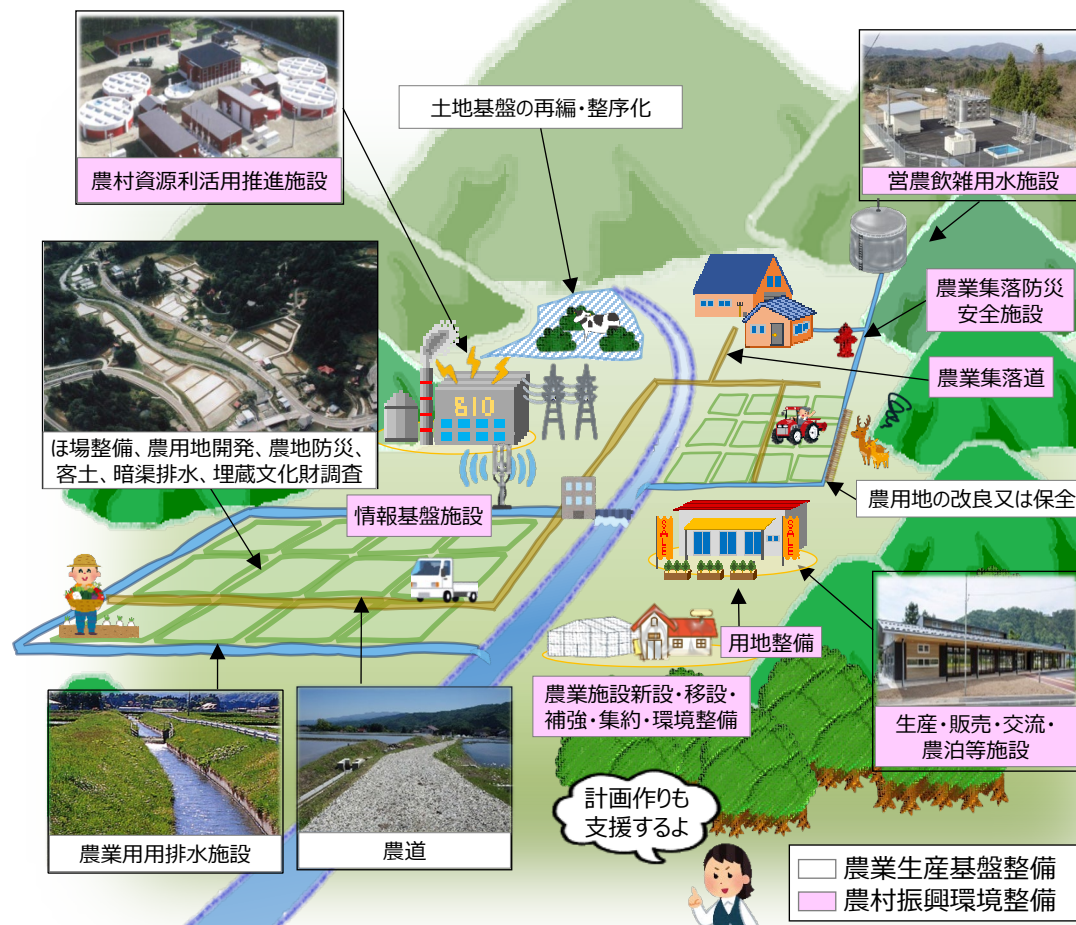 農村資源利活用推進施設
土地基盤の再編・整序化
営農飲雑用水施設
農業集落防災
安全施設
農業集落道
ほ場整備、農用地開発、農地防災、
客土、暗渠排水、埋蔵文化財調査
BIO
情報基盤施設
農用地の改良又は保全
SALE
SALE
用地整備
農業施設新設・移設・
補強・集約・環境整備
生産・販売・交流・
農泊等施設
農業用用排水施設
農道
計画作りも
支援するよ
農業生産基盤整備
農村振興環境整備